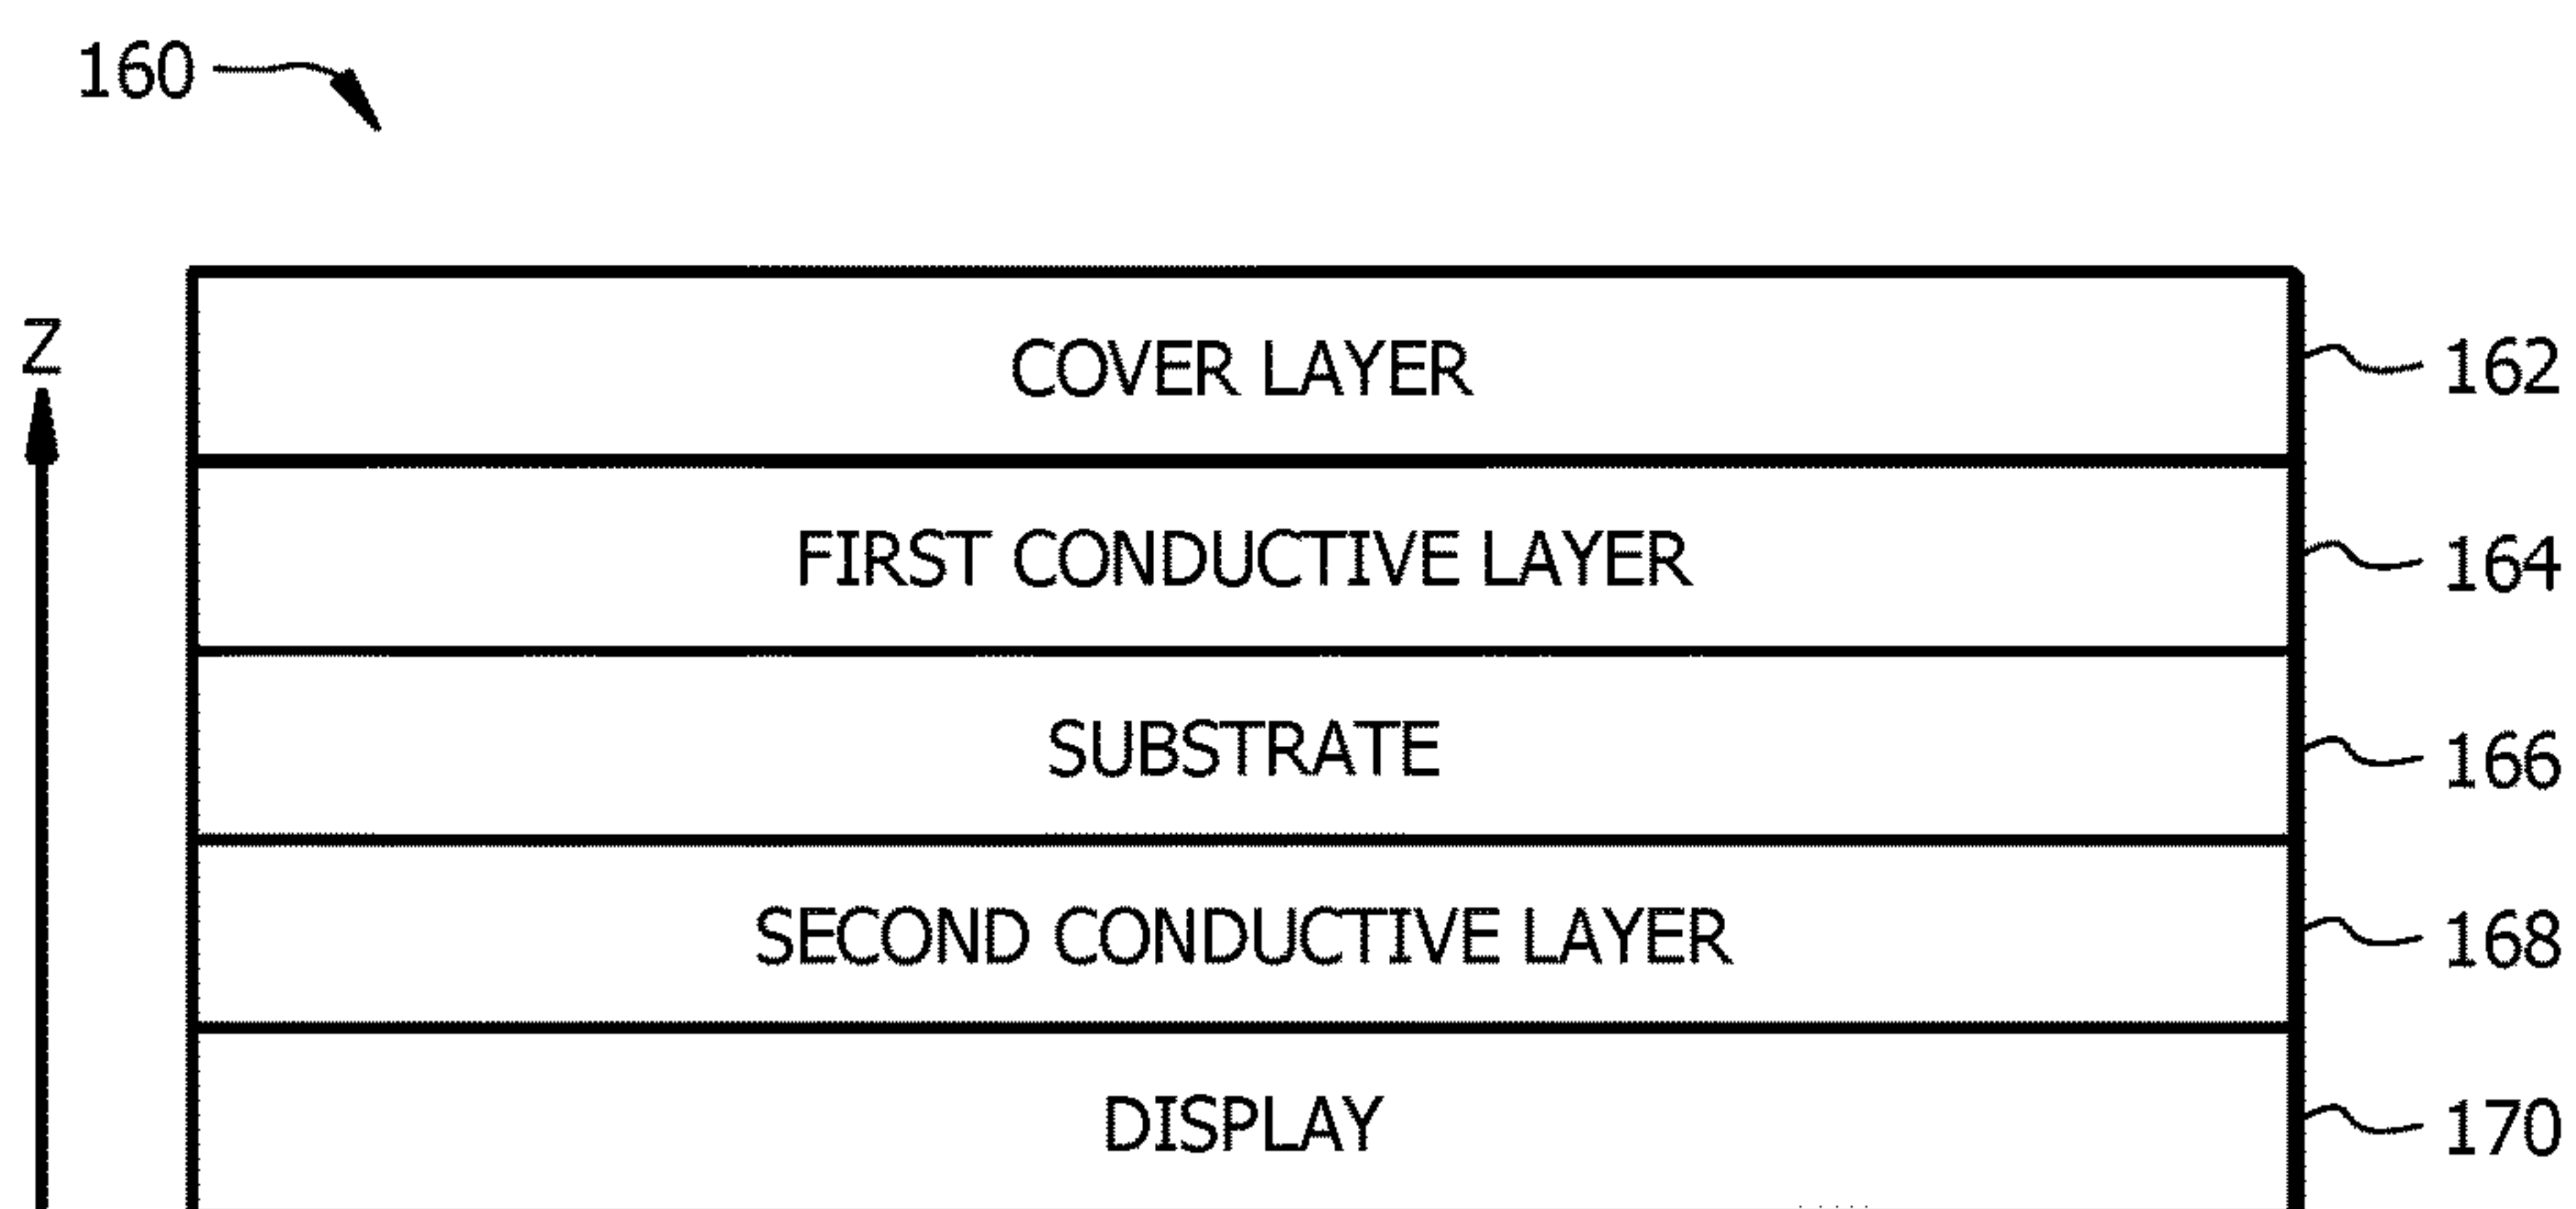 160
Z
COVER LAYER 162
FIRST CONDUCTIVE LAYER 164
SUBSTRATE 166
SECOND CONDUCTIVE LAYER 168
DISPLAY 170